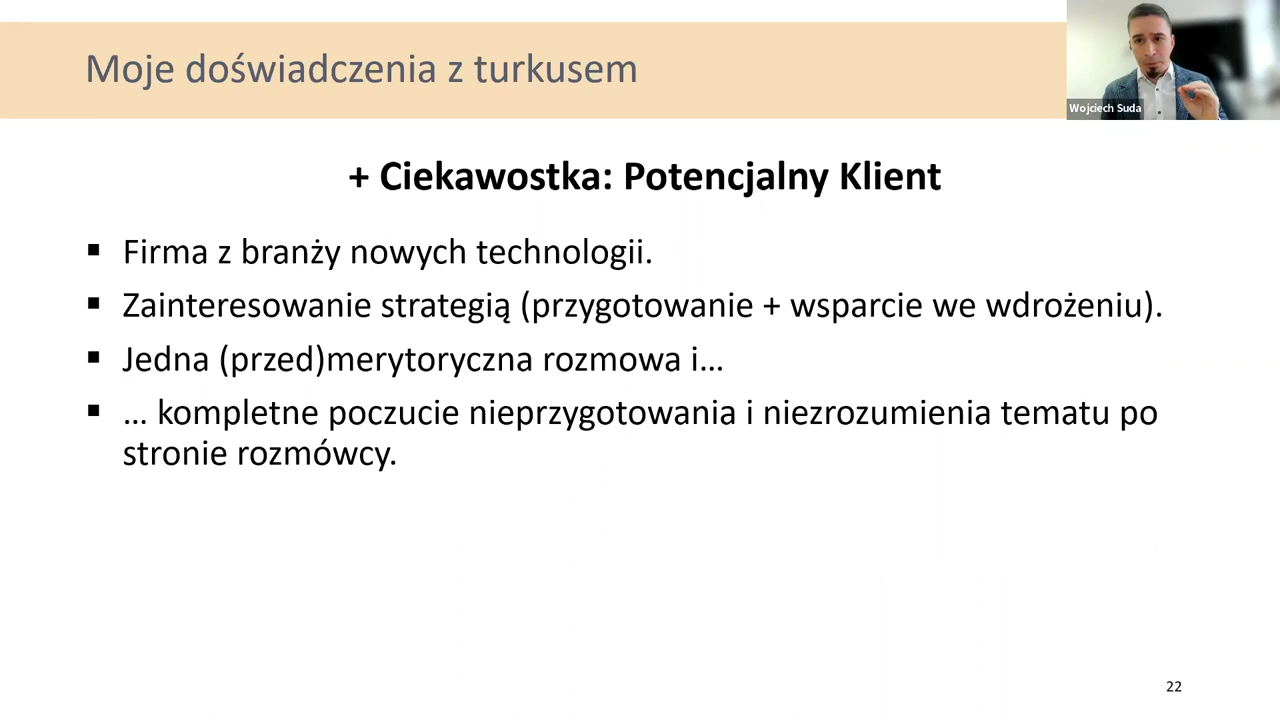 Moje doświadczenia z turkusem
Wojciech Suda
+ Ciekawostka: Potencjalny Klient
▪ Firma z branży nowych technologii.
▪ Zainteresowanie strategią (przygotowanie + wsparcie we wdrożeniu).
▪ Jedna (przed)merytoryczna rozmowa i…
▪ … kompletne poczucie nieprzygotowania i niezrozumienia tematu po
stronie rozmówcy.
22